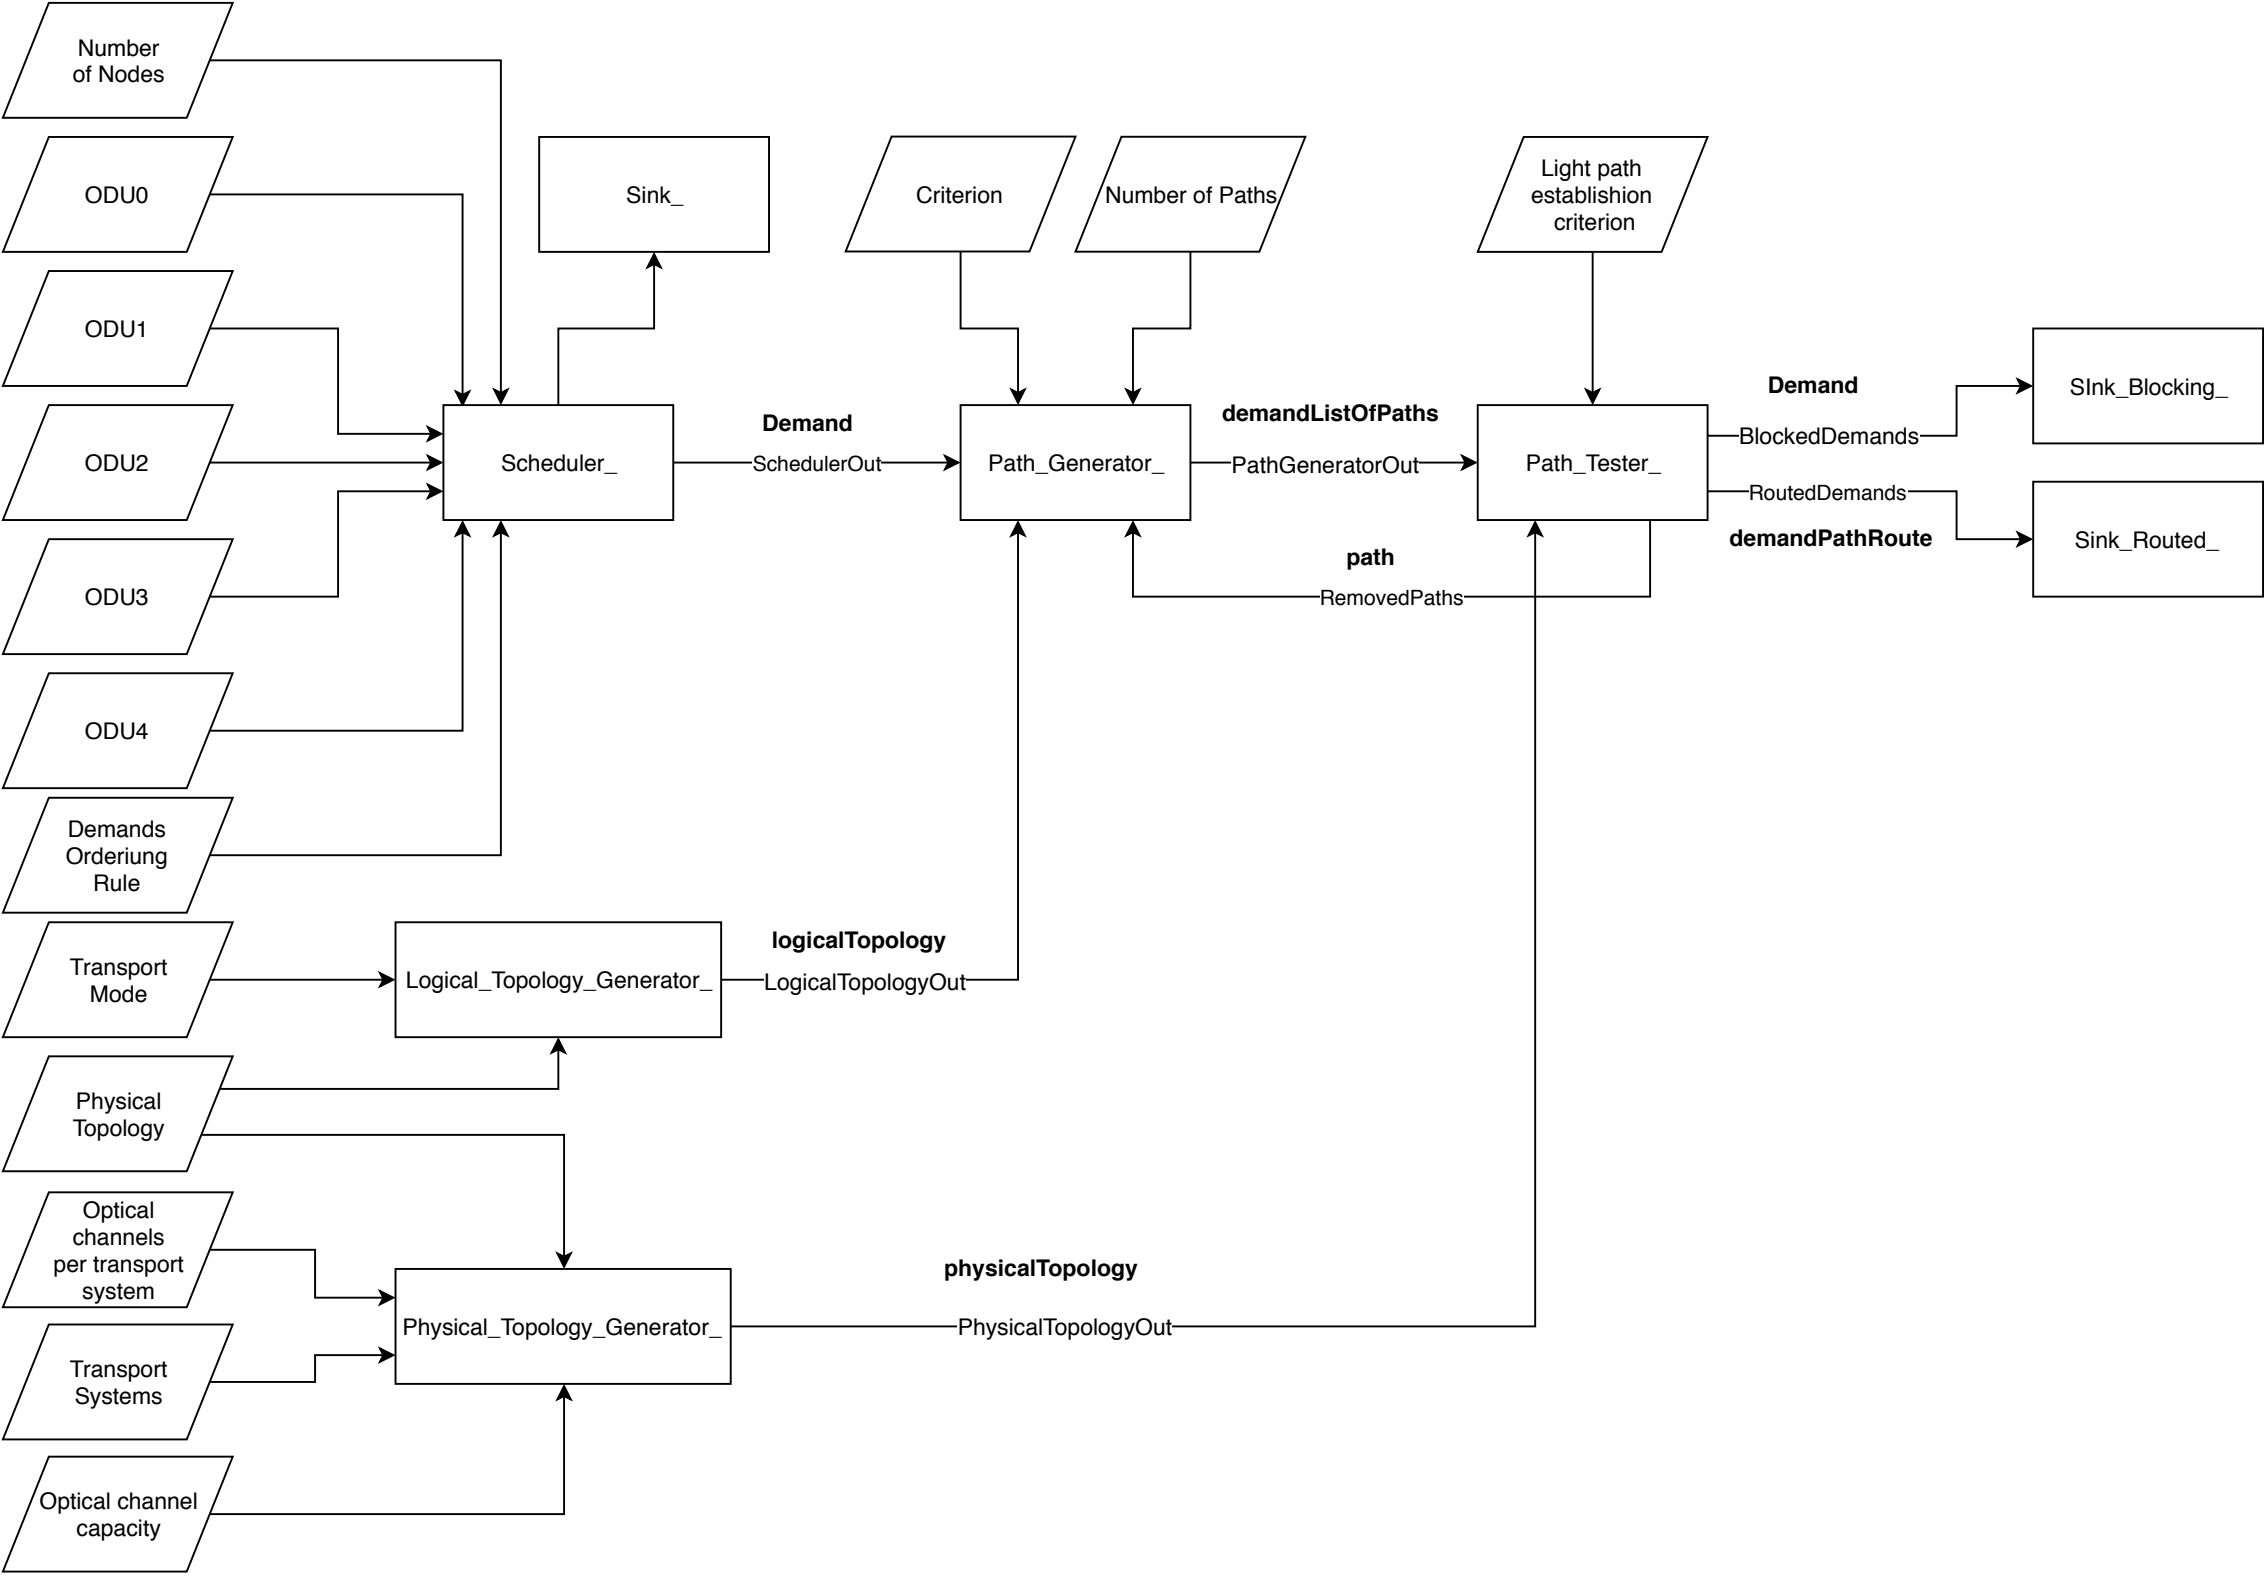 Number
of Nodes
ODU0
Sink_
Criterion
Number of Paths
Light path
establishion
criterion
ODU1
Demand
SInk_Blocking_
BlockedDemands
ODU2
Scheduler_
Demand
SchedulerOut
Path_Generator_
demandListOfPaths
PathGeneratorOut
Path_Tester_
RoutedDemands
demandPathRoute
Sink_Routed_
path
RemovedPaths
ODU3
ODU4
Demands
Orderiung
Rule
Transport
Mode
Logical_Topology_Generator_
logicalTopology
LogicalTopologyOut
Physical
Topology
Optical
channels
per transport
system
physicalTopology
Physical_Topology_Generator_
PhysicalTopologyOut
Transport
Systems
Optical channel
capacity